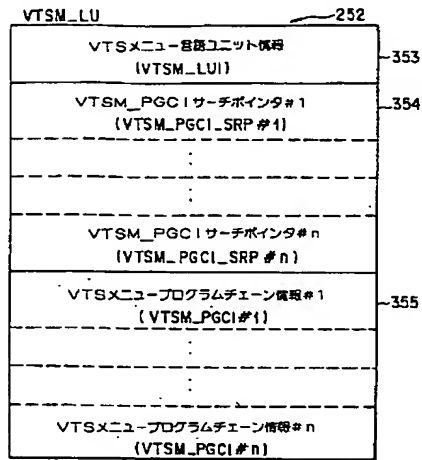 VTSM_LU
252
VTSメニュー言語ユニット情報
(VTSM_LUI)
353
VTSM_PGCIサーチポインタ#1
(VTSM_PGCI_SRP#1)
354
VTSM_PGCIサーチポインタ#n
(VTSM_PGCI_SRP#n)
VTSメニュープログラムチェーン情報#1
(VTSM_PGCI#1)
355
VTSメニュープログラムチェーン情報#n
(VTSM_PGCI#n)